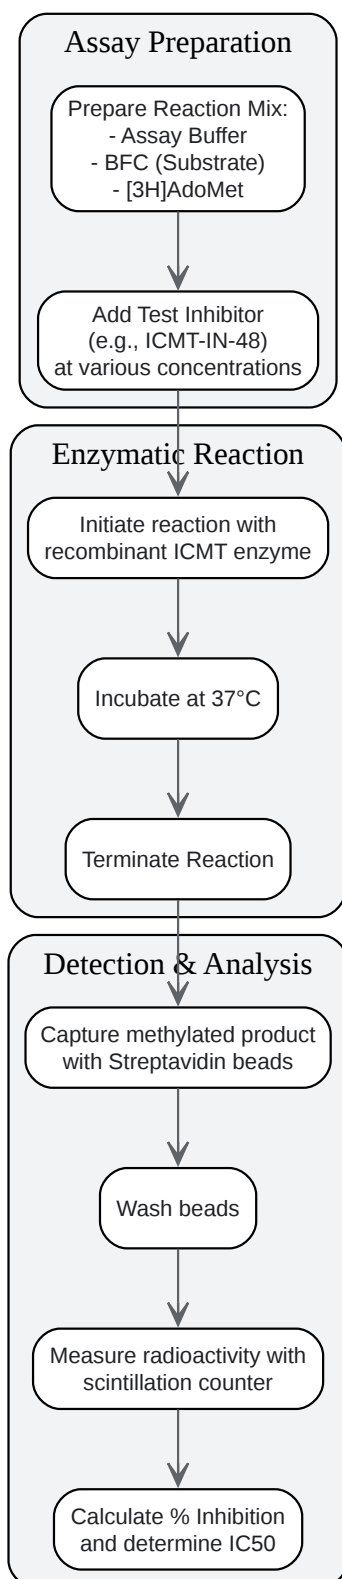 Assay Preparation
Prepare Reaction Mix:
- Assay Buffer
- BFC (Substrate)
- [3H]AdoMet
Add Test Inhibitor
(e.g., ICMT-IN-48)
at various concentrations
Enzymatic Reaction
Initiate reaction with
recombinant ICMT enzyme
Incubate at 37°C
Terminate Reaction
Detection & Analysis
Capture methylated product
with Streptavidin beads
Wash beads
Measure radioactivity with
scintillation counter
Calculate % Inhibition
and determine IC50